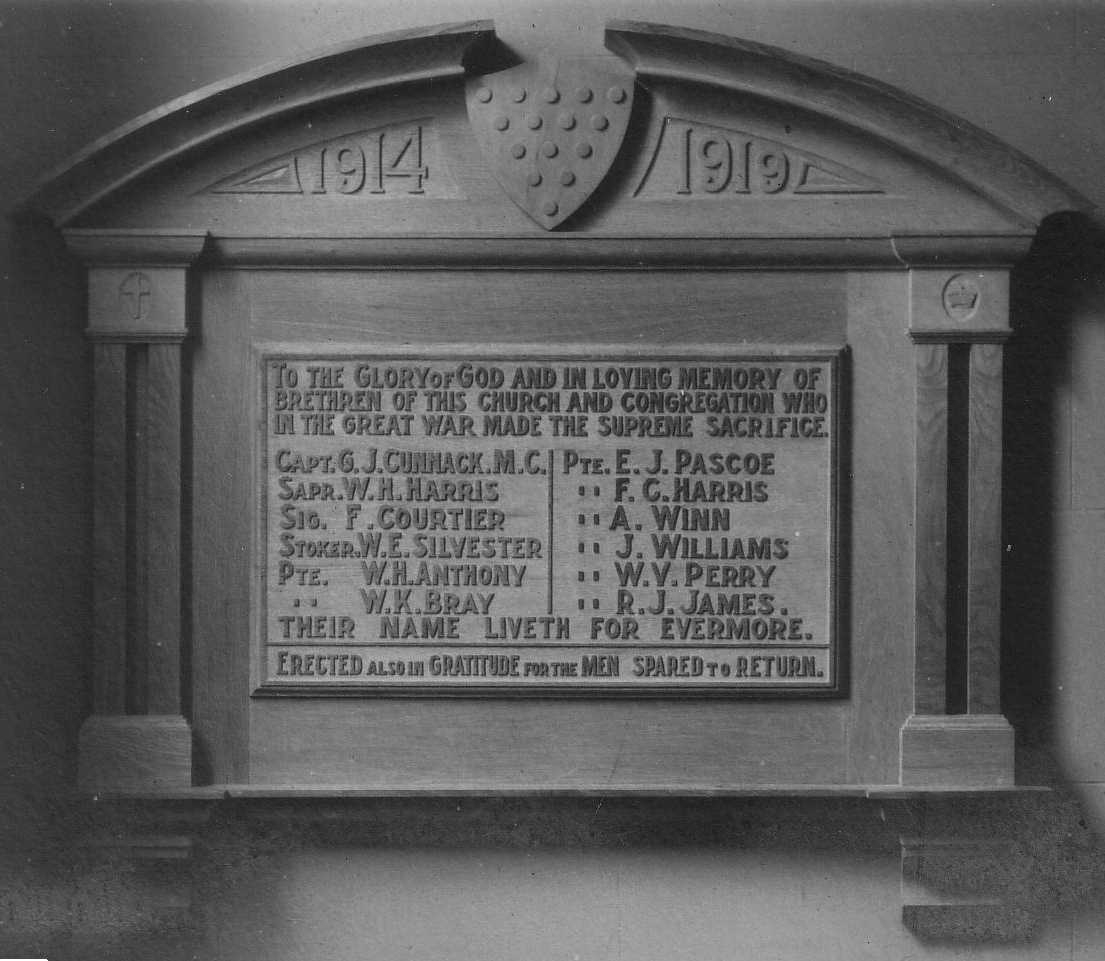 1914 1919
TO THE GLORY OF GOD AND IN LOVING MEMORY OF
BRETHREN OF THIS CHURCH AND CONGREGATION WHO
IN THE GREAT WAR MADE THE SUPREME SACRIFICE.
CAPT. G. J. CUNNACK. M.C.
SAPR. W. H. HARRIS
SIG. F. COURTIER
STOKER. W. E. SILVESTER
PTE. W. H. ANTHONY
" W. K. BRAY
PTE. E. J. PASCOE
" F. C. HARRIS
" A. WINN
" J. WILLIAMS
" W. V. PERRY
" R. J. JAMES.
THEIR NAME LIVETH FOR EVERMORE.
ERECTED ALSO IN GRATITUDE FOR THE MEN SPARED TO RETURN.